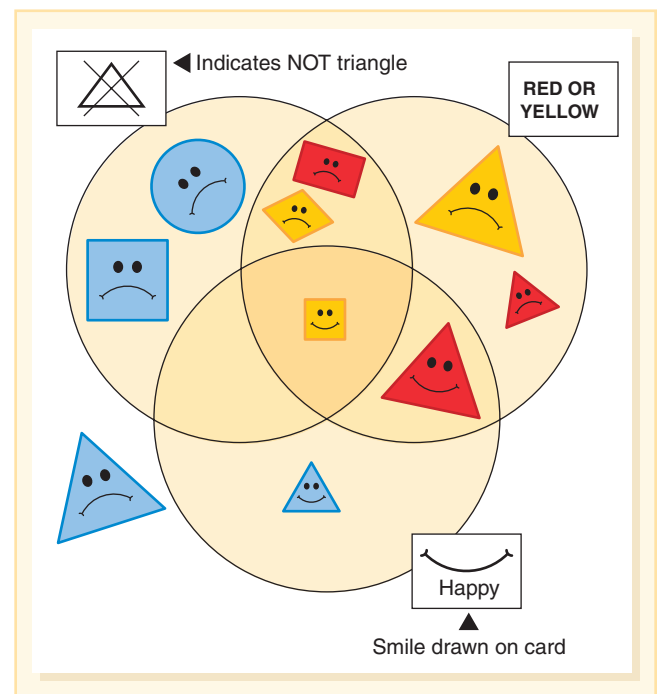 Indicates NOT triangle
RED OR
YELLOW
Happy
Smile drawn on card